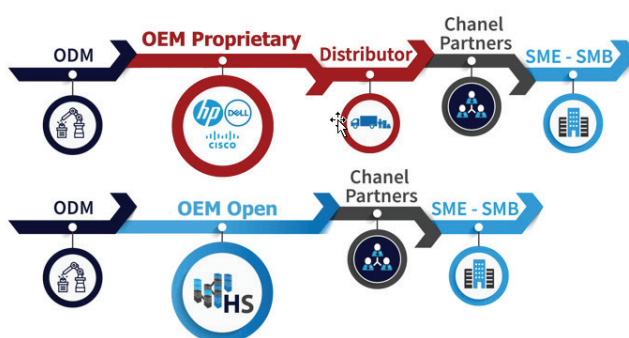 Chanel
Partners
OEM Proprietary
ODM
Distributor
SME - SMB
hp
DELL
CISCO
Chanel
Partners
ODM
OEM Open
SME - SMB
HS